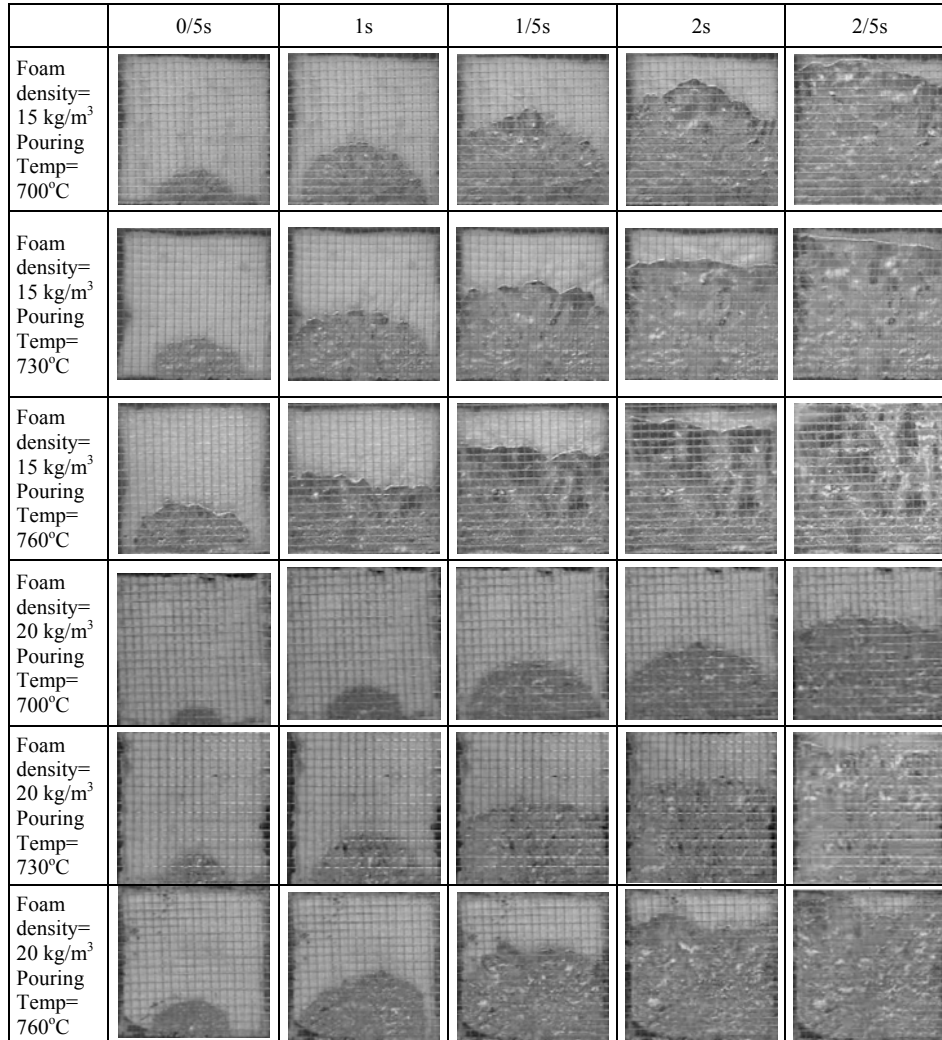 0/5s 1s 1/5s 2s 2/5s
Foam
density=
15 kg/m³
Pouring
Temp=
700°C
Foam
density=
15 kg/m³
Pouring
Temp=
730°C
Foam
density=
15 kg/m³
Pouring
Temp=
760°C
Foam
density=
20 kg/m³
Pouring
Temp=
700°C
Foam
density=
20 kg/m³
Pouring
Temp=
730°C
Foam
density=
20 kg/m³
Pouring
Temp=
760°C